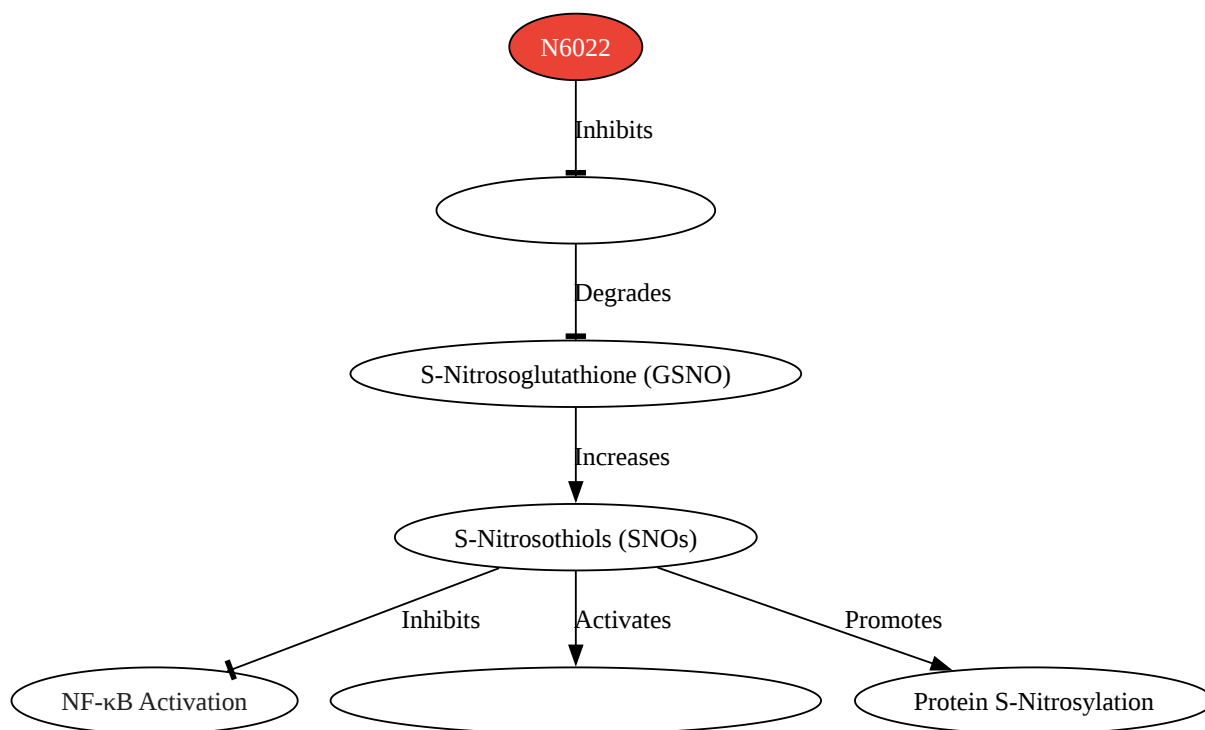 N6022
Inhibits
Degrades
S-Nitrosoglutathione (GSNO)
Increases
S-Nitrosothiols (SNOs)
Inhibits
Activates
Promotes
NF-κB Activation
Protein S-Nitrosylation